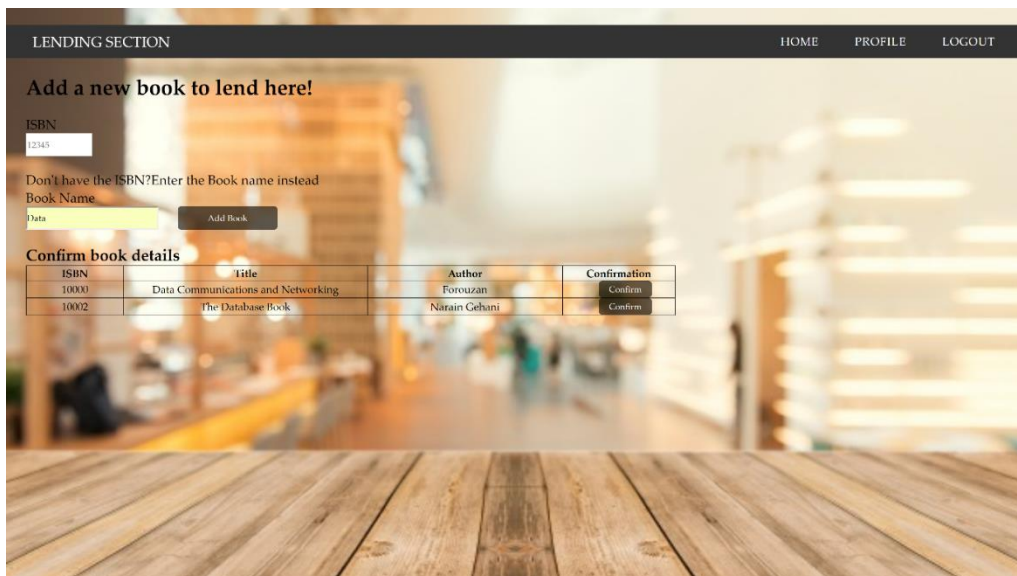 LENDING SECTION HOME PROFILE LOGOUT
Add a new book to lend here!
ISBN
12345
Don't have the ISBN?Enter the Book name instead
Book Name
Data Add Book
Confirm book details
ISBN Title Author Confirmation
10000 Data Communications and Networking Forouzan Confirm
10002 The Database Book Narain Gehani Confirm